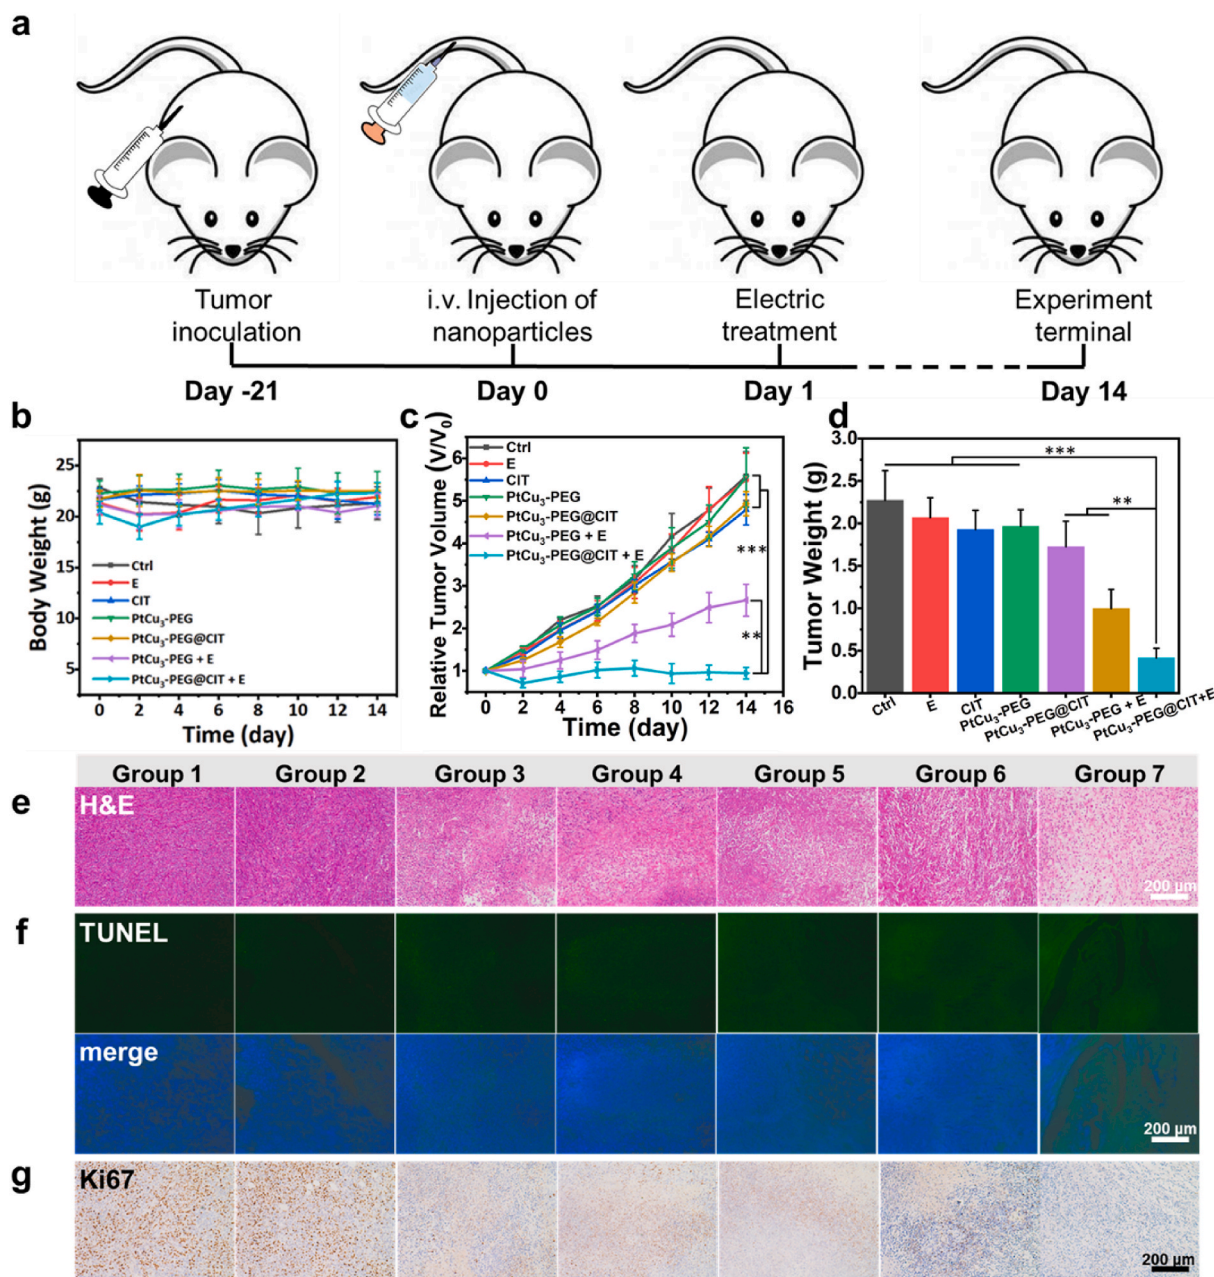 a
Tumor
inoculation
i.v. Injection of
nanoparticles
Electric
treatment
Experiment
terminal
Day -21
Day 0
Day 1
Day 14
b
Body Weight (g)
25
20
15
10
5
Ctrl
E
CIT
PtCu₃-PEG
PtCu₃-PEG@CIT
PtCu₃-PEG + E
PtCu₃-PEG@CIT + E
0 2 4 6 8 10 12 14
Time (day)
c
Relative Tumor Volume (V/V₀)
6
5
4
3
2
1
Ctrl
E
CIT
PtCu₃-PEG
PtCu₃-PEG@CIT
PtCu₃-PEG + E
PtCu₃-PEG@CIT + E
***
**
0 2 4 6 8 10 12 14 16
Time (day)
d
Tumor Weight (g)
3.0
2.5
2.0
1.5
1.0
0.5
0.0
***
**
Ctrl
E
CIT
PtCu₃-PEG
PtCu₃-PEG@CIT
PtCu₃-PEG + E
PtCu₃-PEG@CIT+E
Group 1 Group 2 Group 3 Group 4 Group 5 Group 6 Group 7
e
H&E
200 µm
f
TUNEL
merge
200 µm
g
Ki67
200 µm